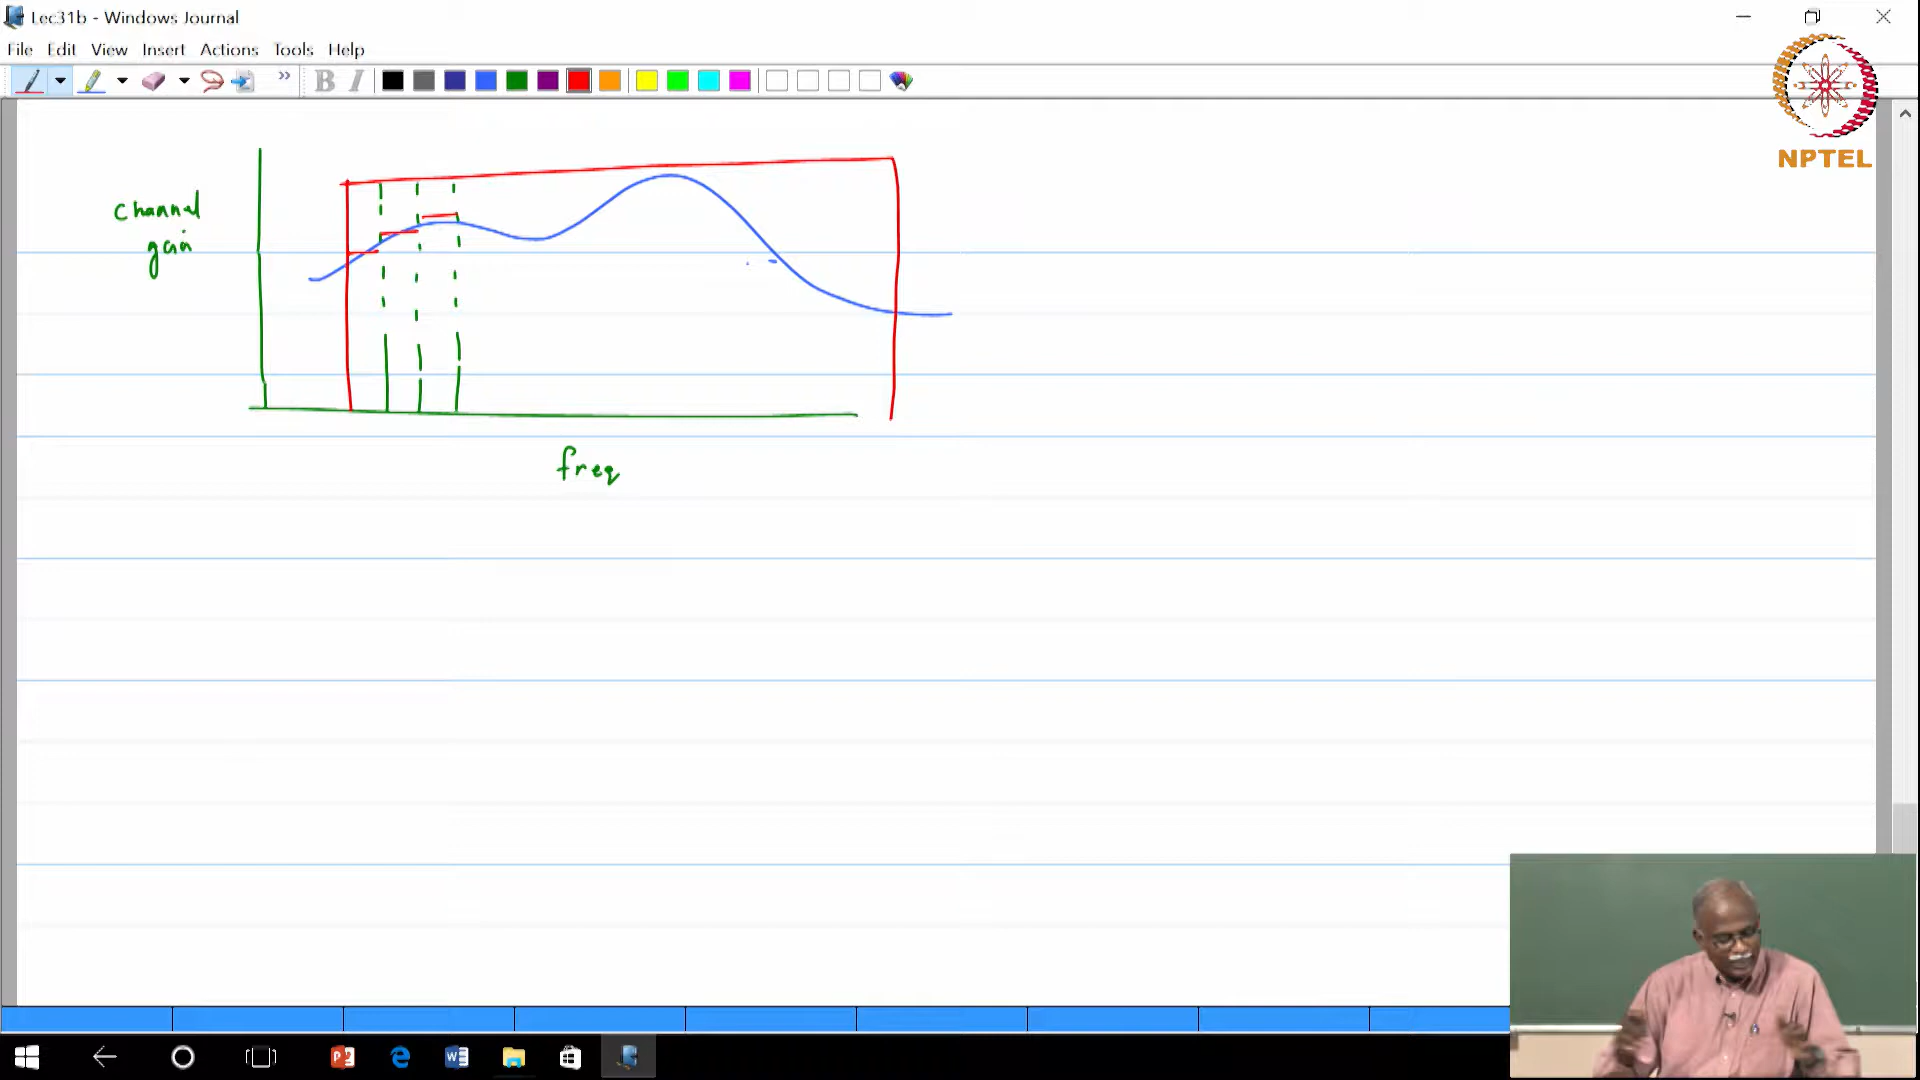 Lec31b - Windows Journal
File Edit View Insert Actions Tools Help
B I
NPTEL
channel
gain
freq